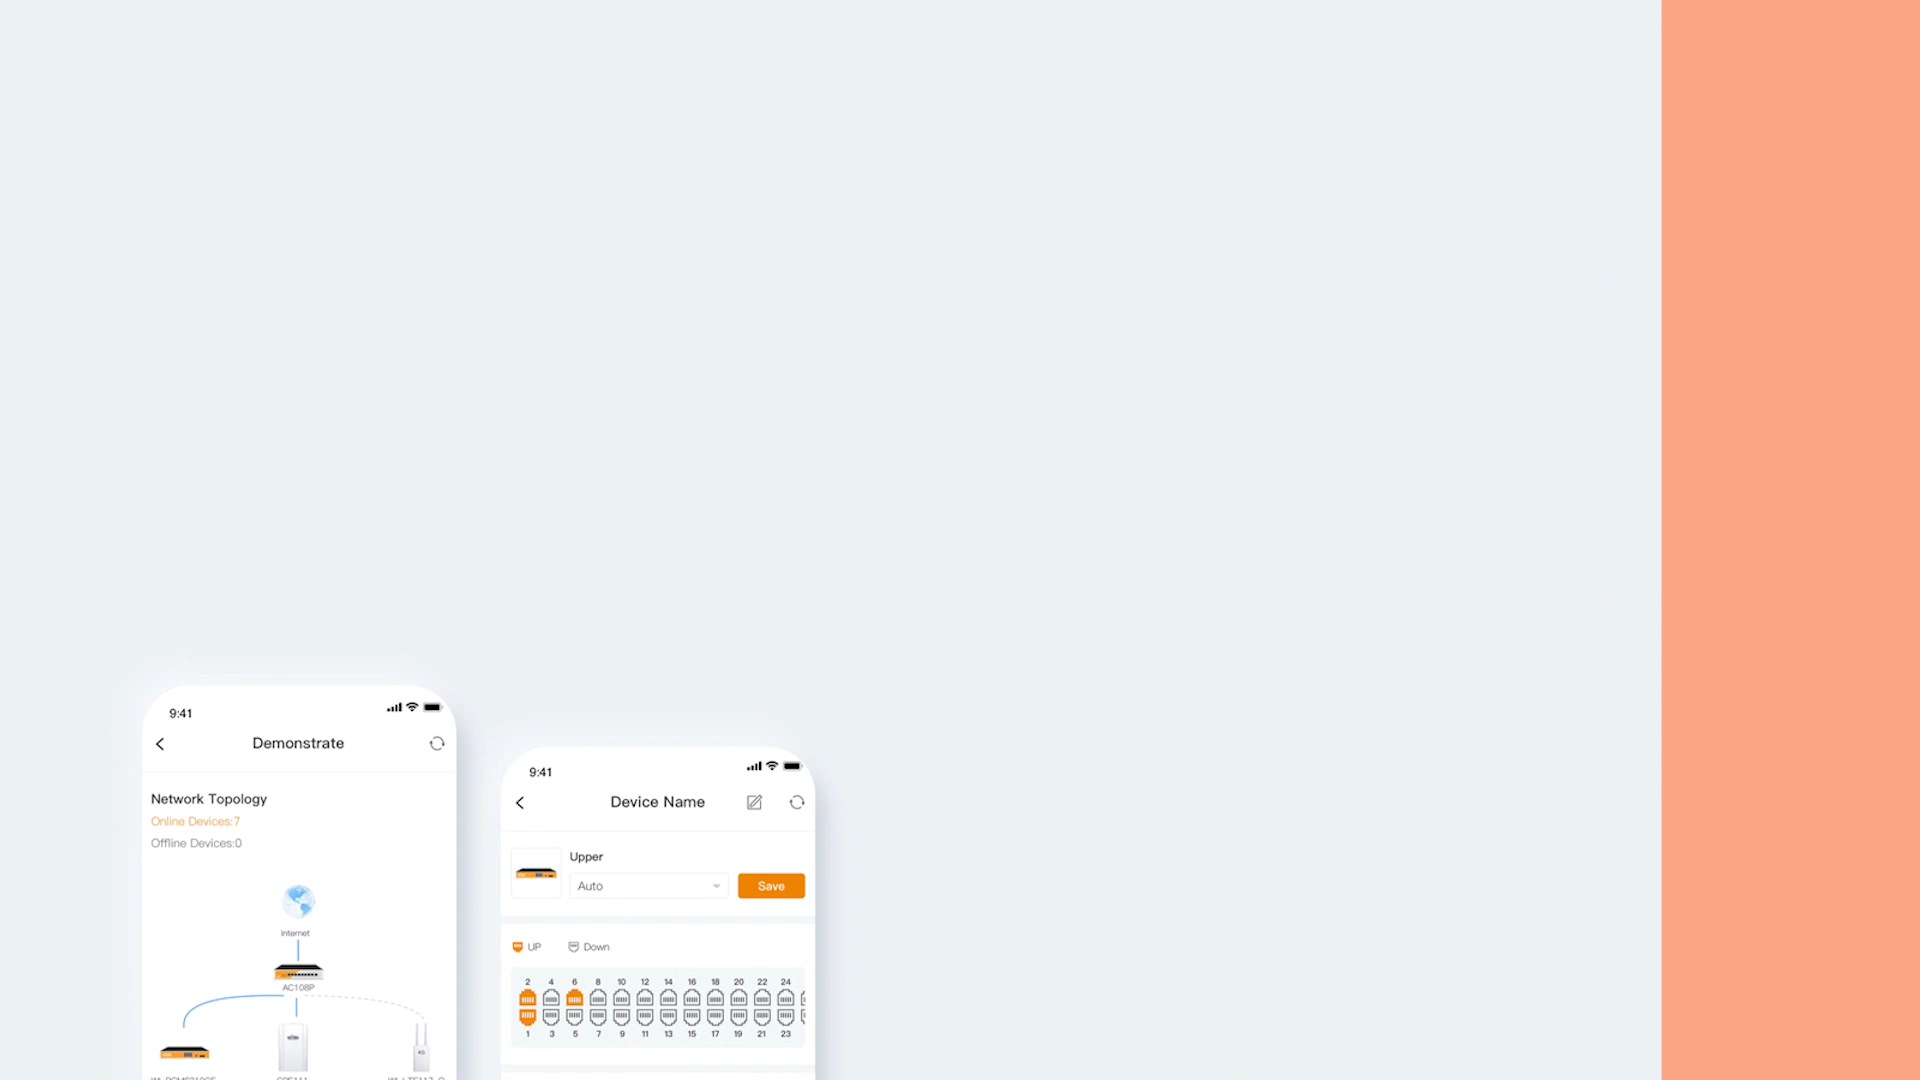 9:41
Demonstrate
Network Topology
Online Devices:7
Offline Devices:0
Internet
AC108P
4G
9:41
Device Name
Upper
Auto
Save
UP
Down
2 4 6 8 10 12 14 16 18 20 22 24
1 3 5 7 9 11 13 15 17 19 21 23